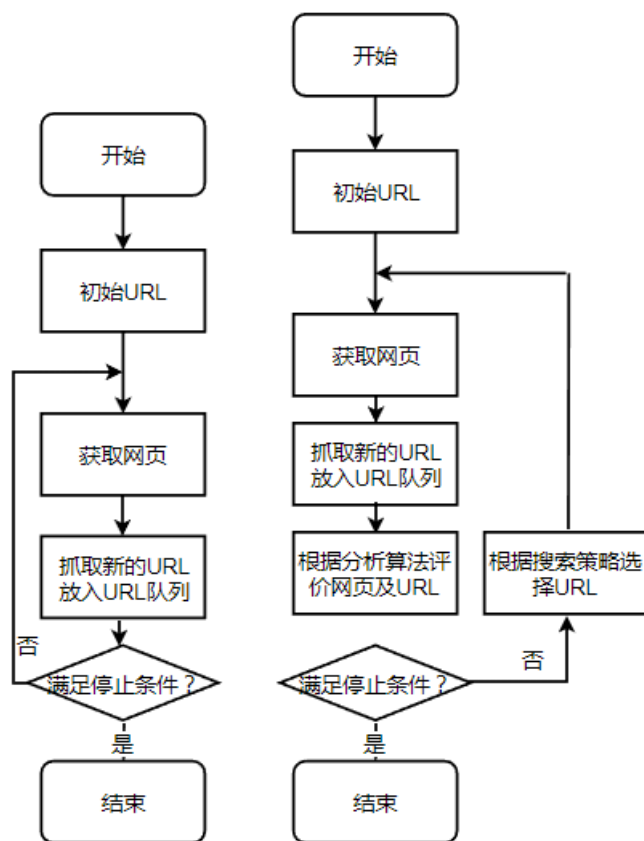 开始
初始URL
获取网页
抓取新的URL
放入URL队列
否
满足停止条件？
是
结束
开始
初始URL
获取网页
抓取新的URL
放入URL队列
根据分析算法评
价网页及URL
根据搜索策略选
择URL
否
满足停止条件？
是
结束